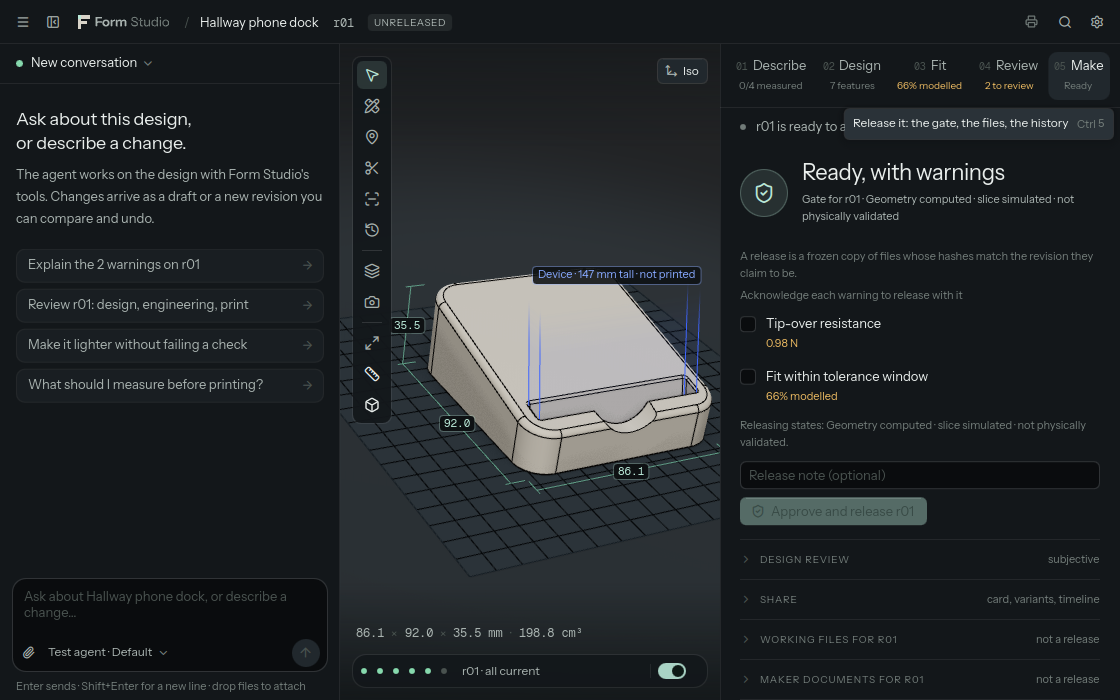 Form Studio / Hallway phone dock r01 UNRELEASED
New conversation
Ask about this design,
or describe a change.
The agent works on the design with Form Studio's
tools. Changes arrive as a draft or a new revision you
can compare and undo.
Explain the 2 warnings on r01
Review r01: design, engineering, print
Make it lighter without failing a check
What should I measure before printing?
Ask about Hallway phone dock, or describe a
change...
Test agent · Default
Enter sends · Shift+Enter for a new line · drop files to attach
Iso
Device · 147 mm tall · not printed
35.5
92.0
86.1
86.1 × 92.0 × 35.5 mm · 198.8 cm³
r01 · all current
01 Describe
0/4 measured
02 Design
7 features
03 Fit
66% modelled
04 Review
2 to review
05 Make
Ready
r01 is ready to a
Release it: the gate, the files, the history Ctrl 5
Ready, with warnings
Gate for r01 · Geometry computed · slice simulated · not
physically validated
A release is a frozen copy of files whose hashes match the revision they
claim to be.
Acknowledge each warning to release with it
Tip-over resistance
0.98 N
Fit within tolerance window
66% modelled
Releasing states: Geometry computed · slice simulated · not physically
validated.
Release note (optional)
Approve and release r01
DESIGN REVIEW subjective
SHARE card, variants, timeline
WORKING FILES FOR R01 not a release
MAKER DOCUMENTS FOR R01 not a release